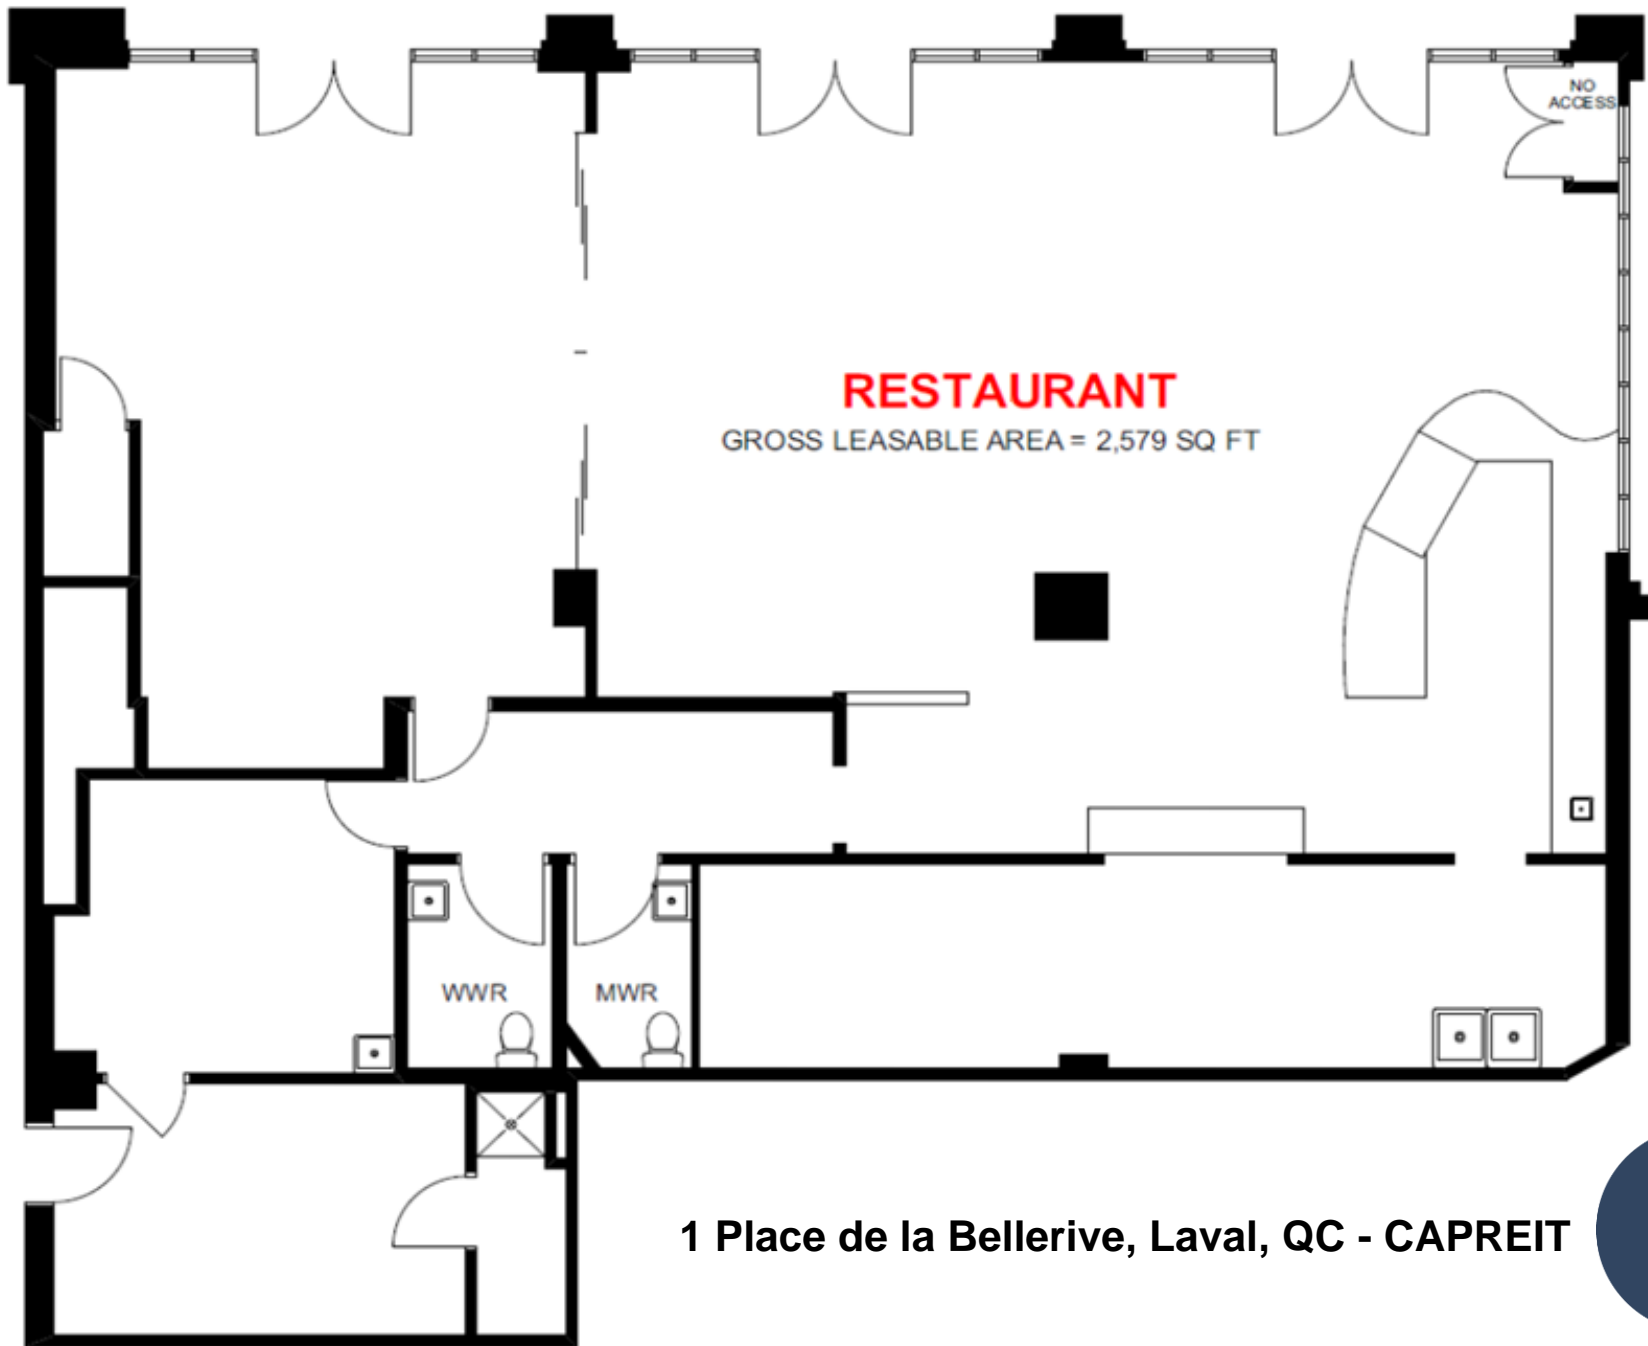 NO
ACCESS
RESTAURANT
GROSS LEASABLE AREA = 2,579 SQ FT
WWR
MWR
1 Place de la Bellerive, Laval, QC - CAPREIT